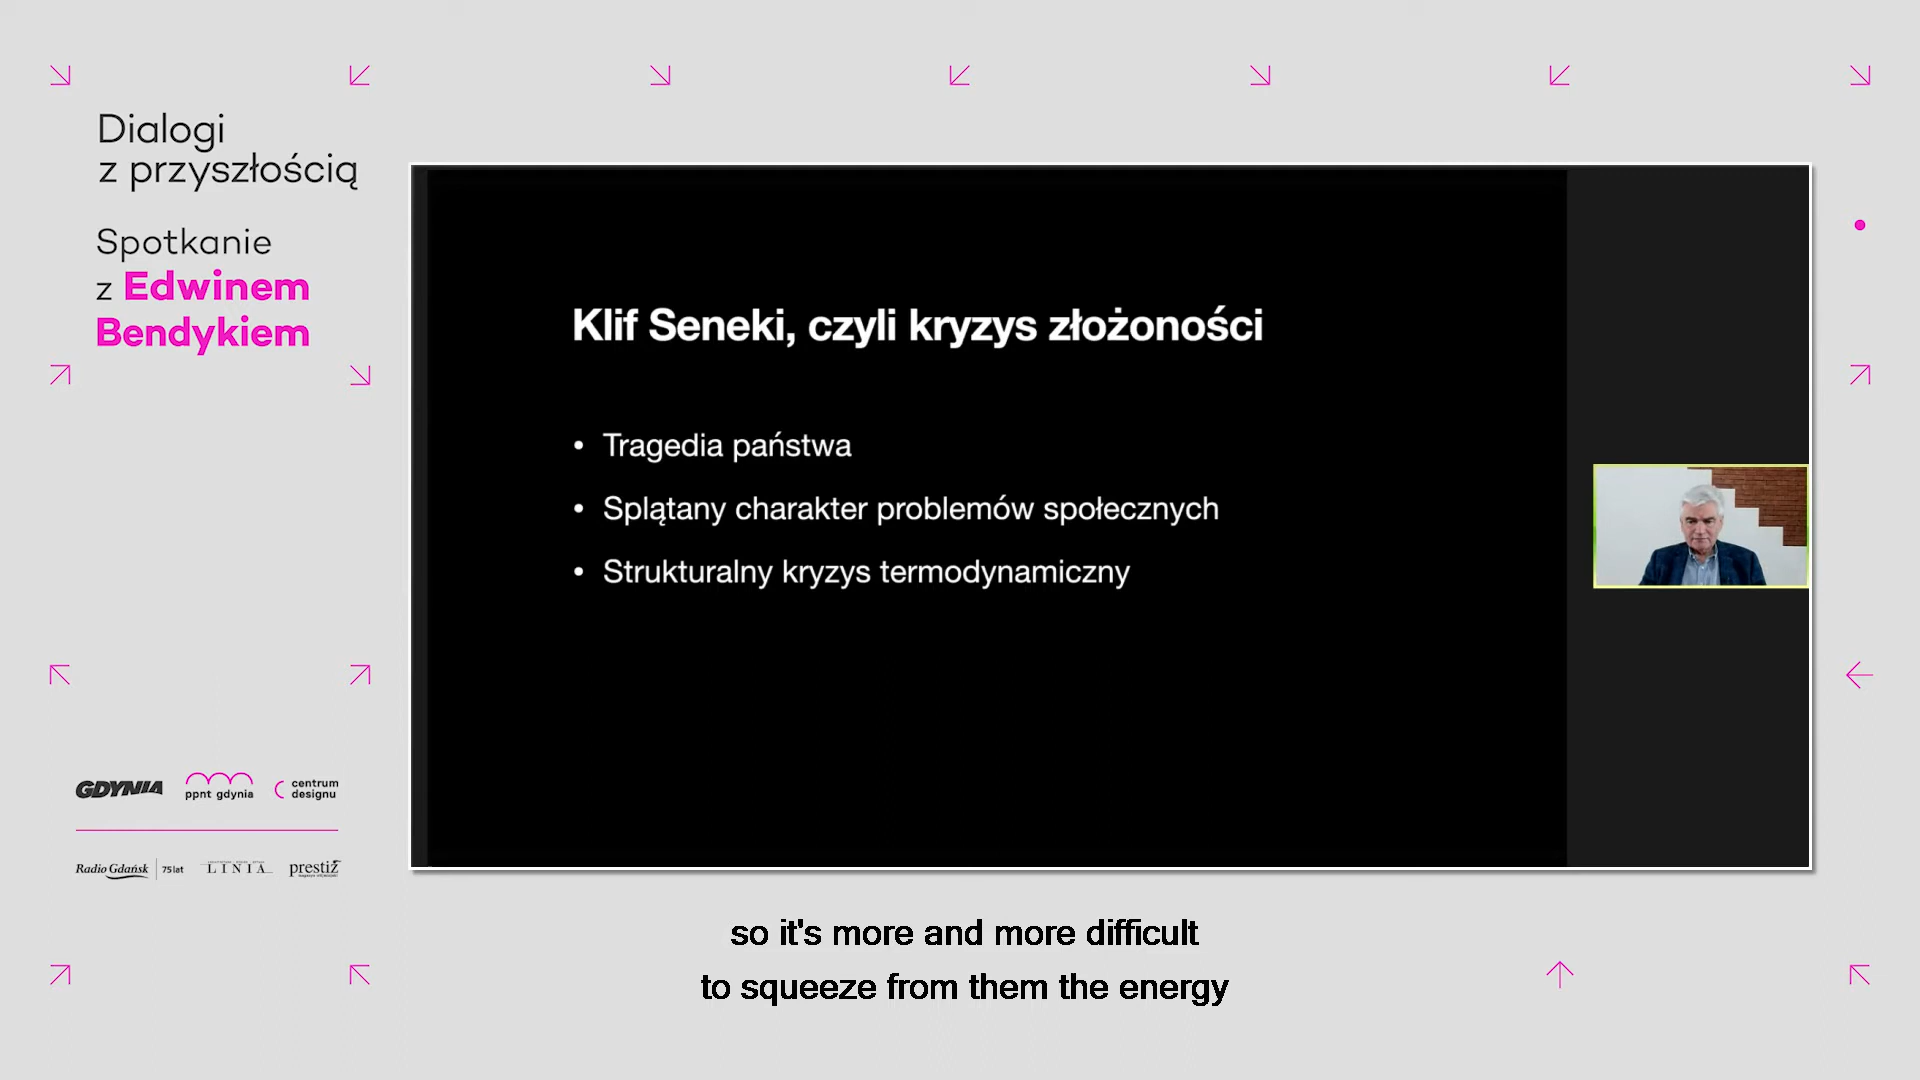 Dialogi
z przyszłością
Spotkanie
z Edwinem
Bendykiem
Klif Seneki, czyli kryzys złożoności
• Tragedia państwa
• Splątany charakter problemów społecznych
• Strukturalny kryzys termodynamiczny
GDYNIA
ppnt gdynia
centrum
designu
Radio Gdańsk 75 lat
LINIA
prestiż
so it's more and more difficult
to squeeze from them the energy